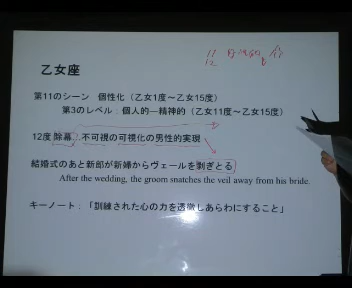 11
12
乙女座
第11のシーン 個性化（乙女1度～乙女15度）
第3のレベル：個人的―精神的（乙女11度～乙女15度）
12度 除幕：不可視の可視化の男性的実現
結婚式のあと新郎が新婦からヴェールを剥ぎとる
After the wedding, the groom snatches the veil away from his bride.
キーノート：「訓練された心の力を透徹しあらわにすること」